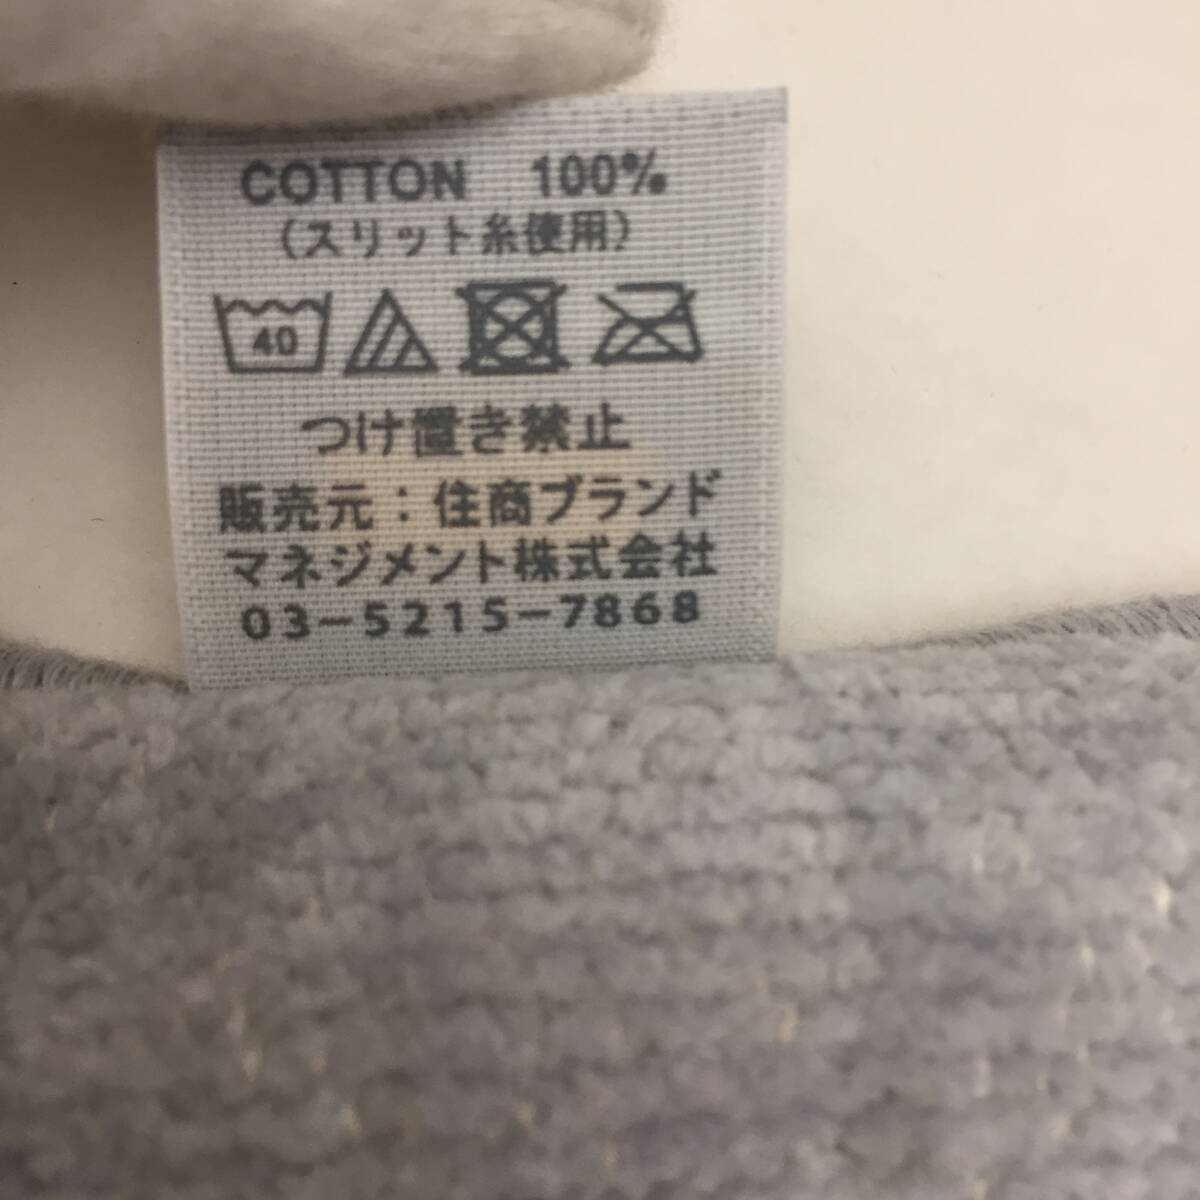 COTTON 100%
(スリット糸使用)
40
つけ置き禁止
販売元：住商ブランド
マネジメント株式会社
03-5215-7868